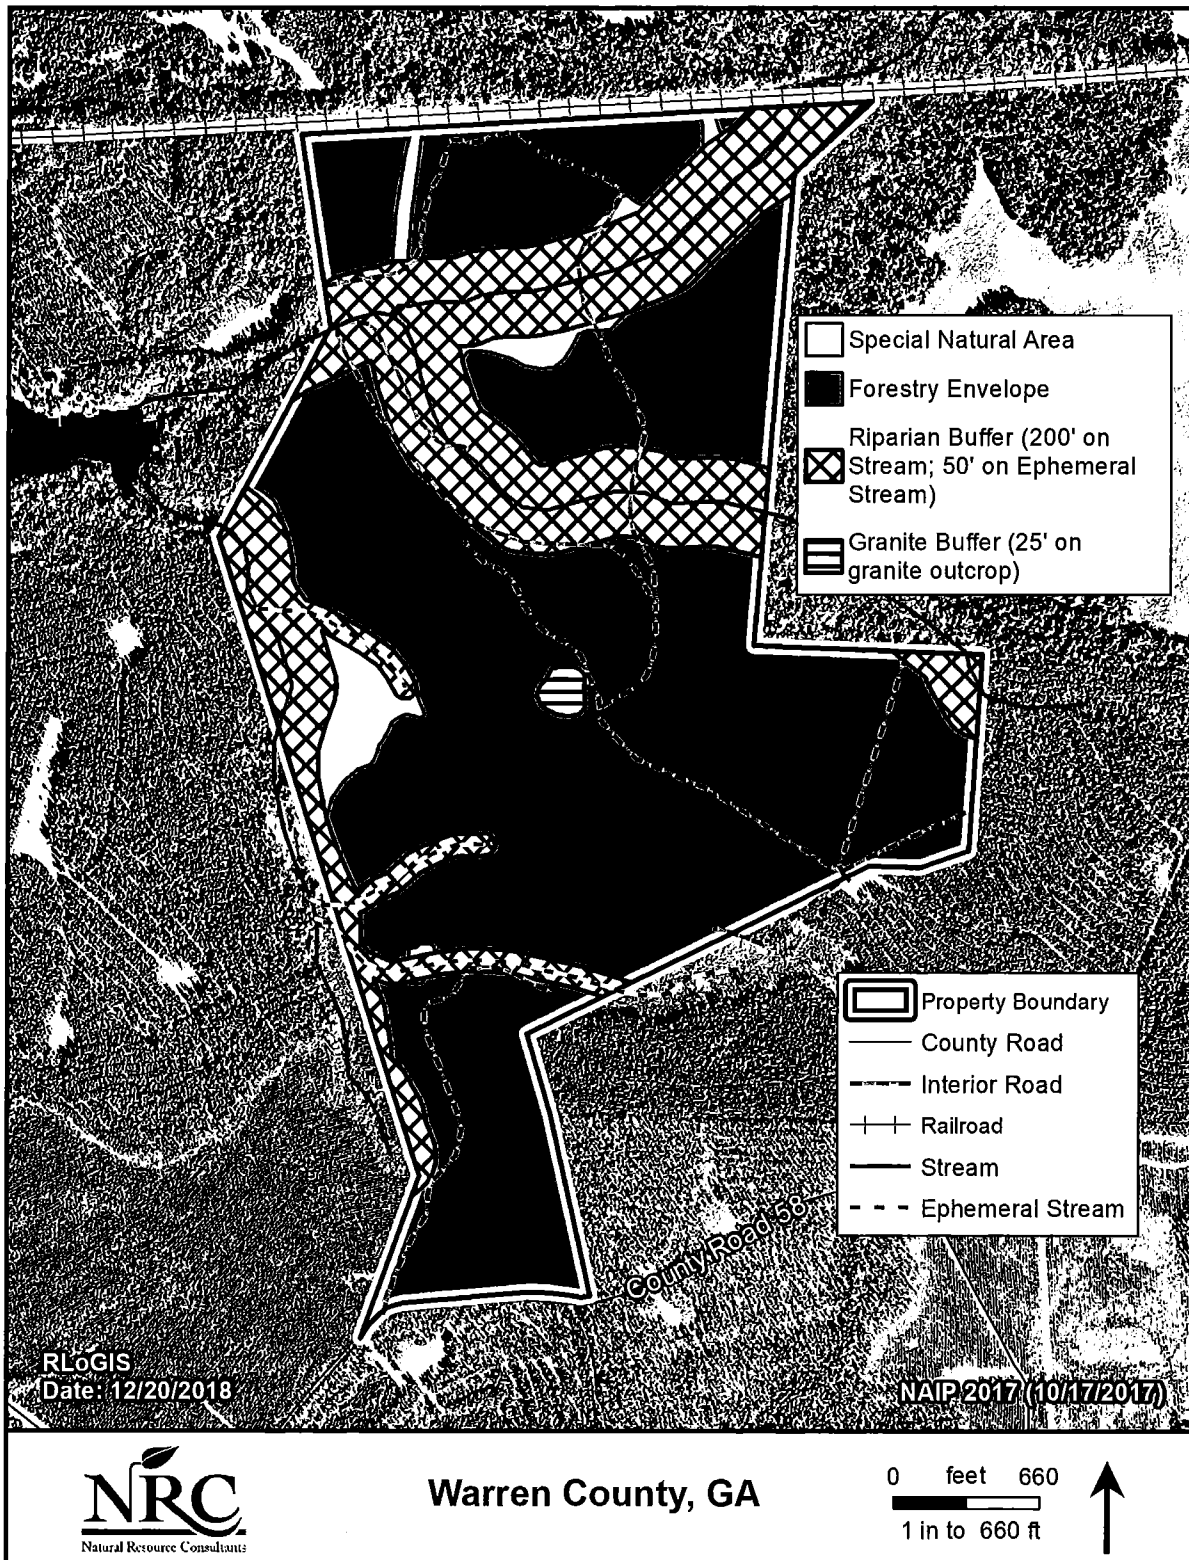 Special Natural Area
Forestry Envelope
Riparian Buffer (200' on
Stream; 50' on Ephemeral
Stream)
Granite Buffer (25' on
granite outcrop)
Property Boundary
County Road
Interior Road
Railroad
Stream
Ephemeral Stream
County Road 58
RLoGIS
Date: 12/20/2018
NAIP 2017 (10/17/2017)
NRC
Natural Resource Consultants
Warren County, GA
0 feet 660
1 in to 660 ft